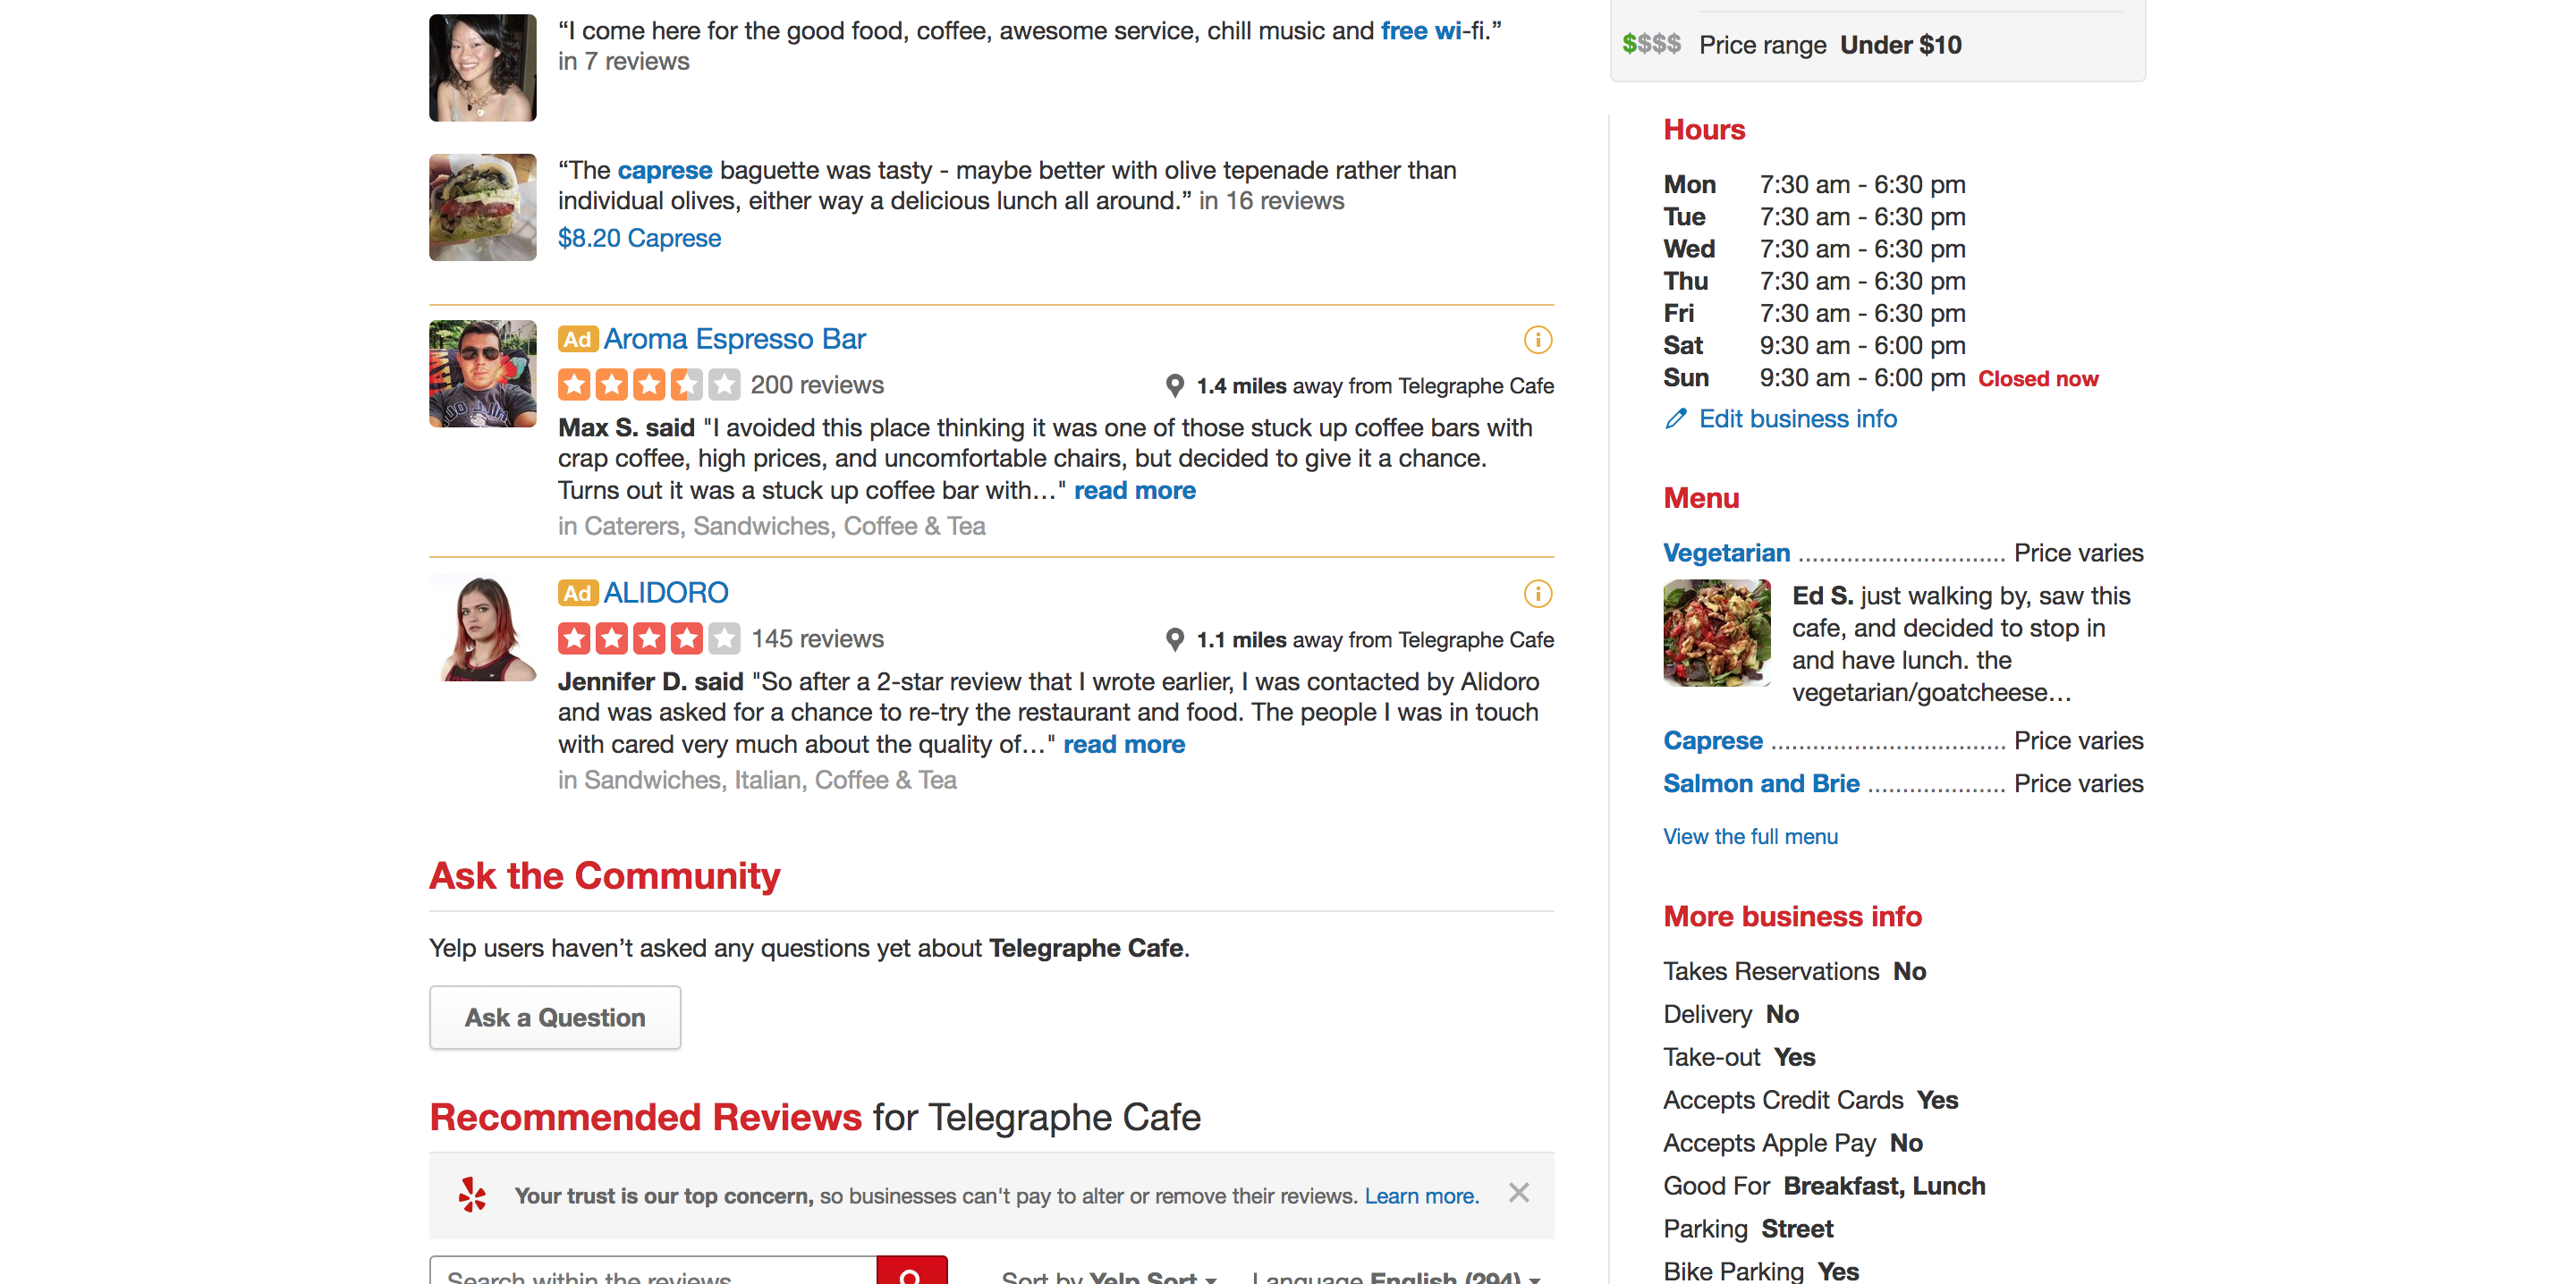 “I come here for the good food, coffee, awesome service, chill music and free wi-fi.”
in 7 reviews
“The caprese baguette was tasty - maybe better with olive tepenade rather than
individual olives, either way a delicious lunch all around.” in 16 reviews
$8.20 Caprese
Ad Aroma Espresso Bar
200 reviews
1.4 miles away from Telegraphe Cafe
Max S. said "I avoided this place thinking it was one of those stuck up coffee bars with
crap coffee, high prices, and uncomfortable chairs, but decided to give it a chance.
Turns out it was a stuck up coffee bar with…" read more
in Caterers, Sandwiches, Coffee & Tea
Ad ALIDORO
145 reviews
1.1 miles away from Telegraphe Cafe
Jennifer D. said "So after a 2-star review that I wrote earlier, I was contacted by Alidoro
and was asked for a chance to re-try the restaurant and food. The people I was in touch
with cared very much about the quality of…" read more
in Sandwiches, Italian, Coffee & Tea
Ask the Community
Yelp users haven’t asked any questions yet about Telegraphe Cafe.
Ask a Question
Recommended Reviews for Telegraphe Cafe
Your trust is our top concern, so businesses can't pay to alter or remove their reviews. Learn more.
Search within the reviews
Sort by Yelp Sort
Language English (294)
$$$$ Price range Under $10
Hours
Mon 7:30 am - 6:30 pm
Tue 7:30 am - 6:30 pm
Wed 7:30 am - 6:30 pm
Thu 7:30 am - 6:30 pm
Fri 7:30 am - 6:30 pm
Sat 9:30 am - 6:00 pm
Sun 9:30 am - 6:00 pm Closed now
Edit business info
Menu
Vegetarian .............................. Price varies
Ed S. just walking by, saw this
cafe, and decided to stop in
and have lunch. the
vegetarian/goatcheese…
Caprese .................................. Price varies
Salmon and Brie .................... Price varies
View the full menu
More business info
Takes Reservations No
Delivery No
Take-out Yes
Accepts Credit Cards Yes
Accepts Apple Pay No
Good For Breakfast, Lunch
Parking Street
Bike Parking Yes